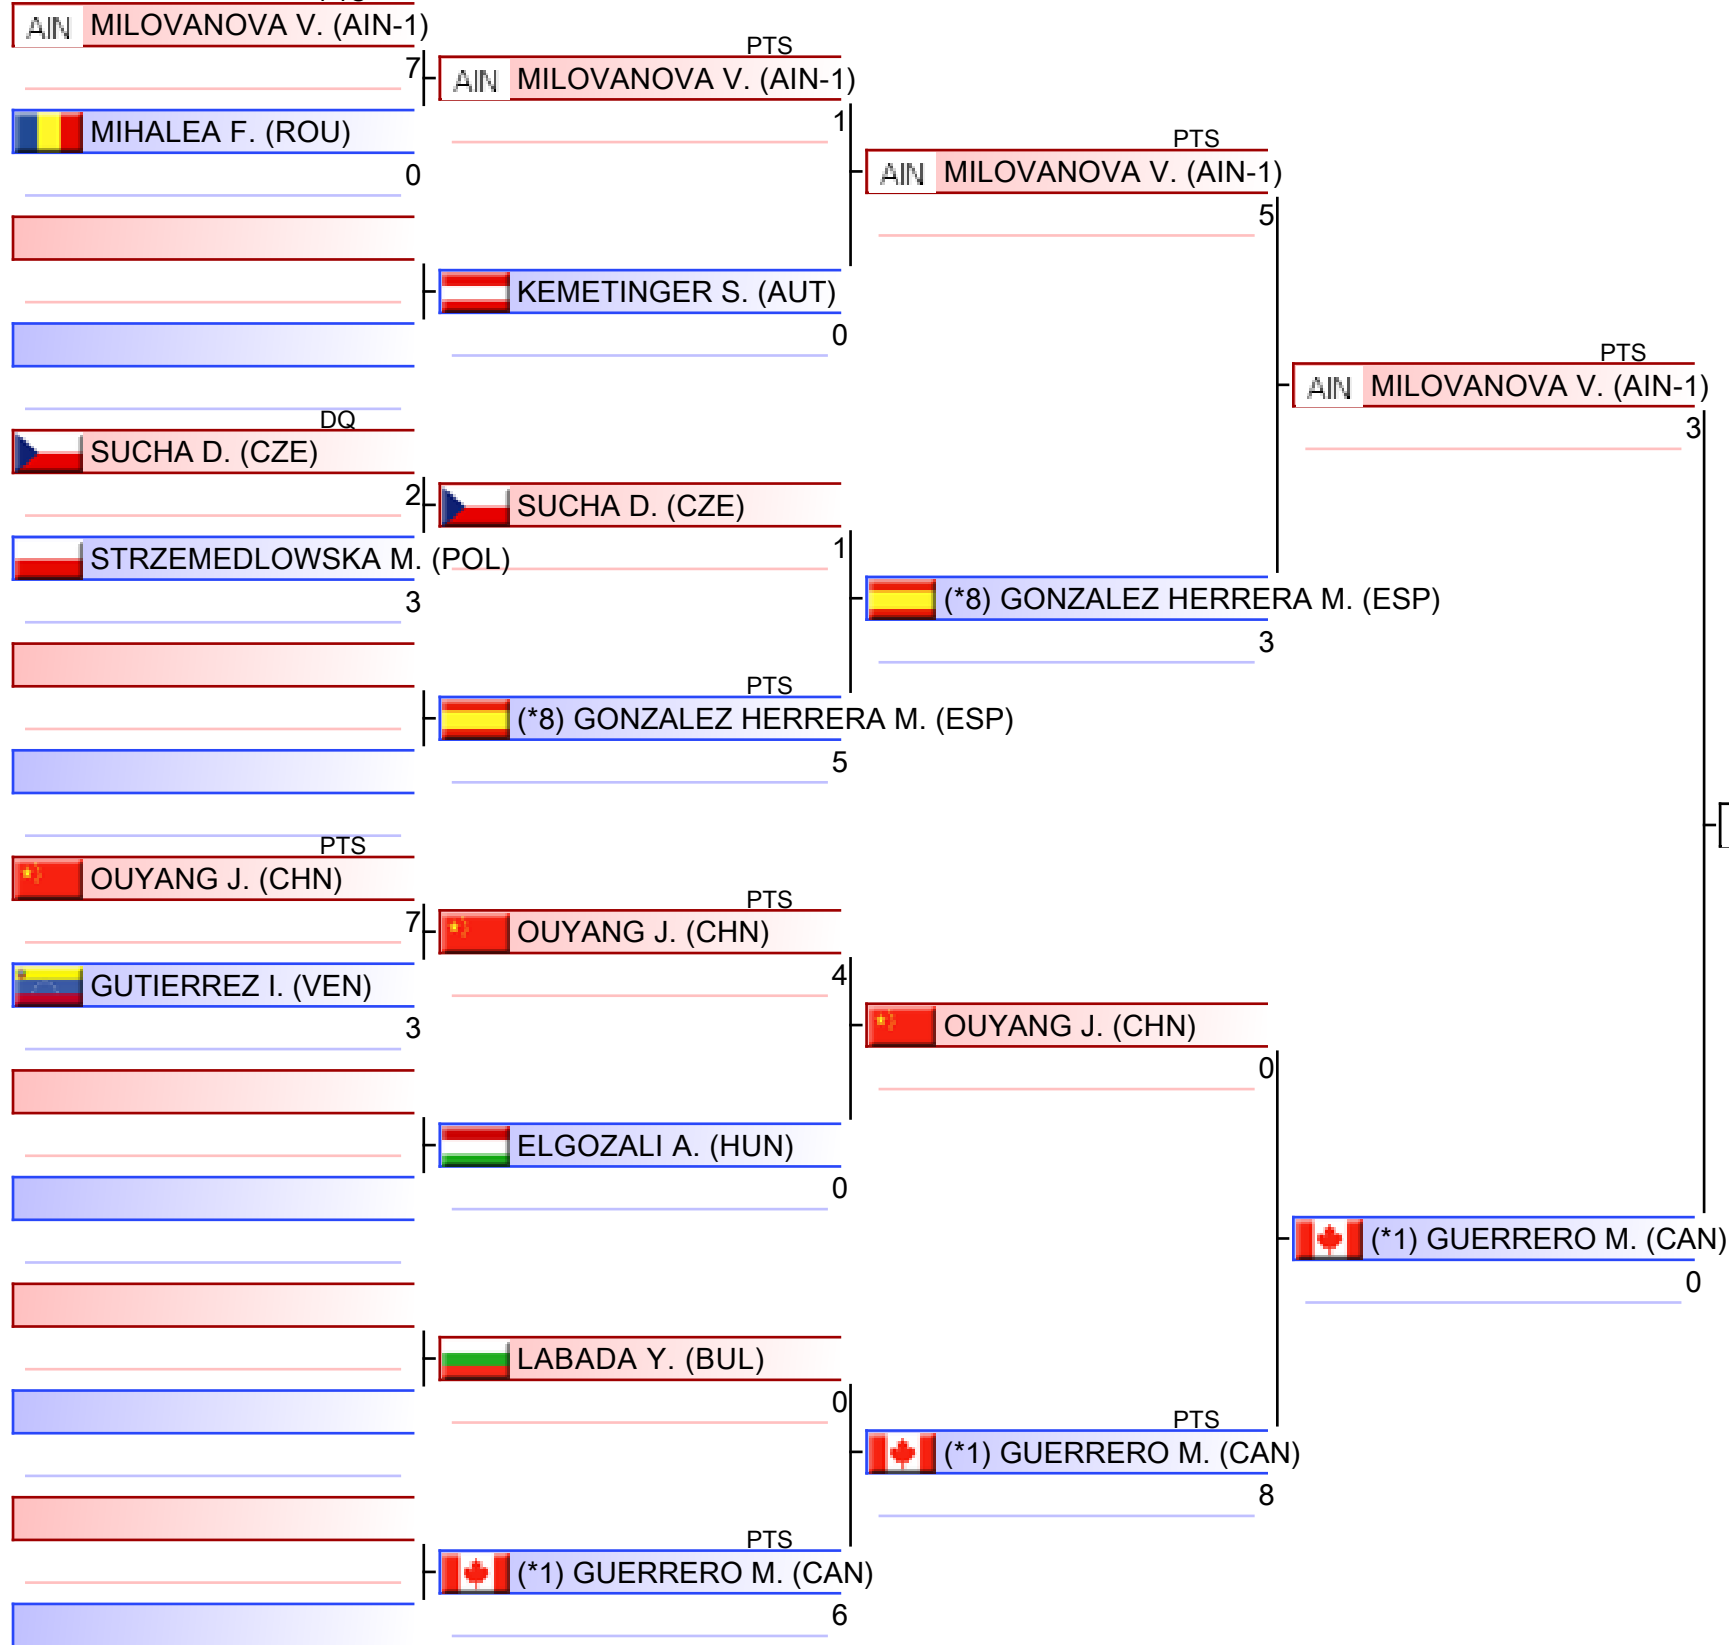 AIN MILOVANOVA V. (AIN-1)
7
MIHALEA F. (ROU)
0
DQ
SUCHA D. (CZE)
2
STRZEMEDLOWSKA M. (POL)
3
PTS
OUYANG J. (CHN)
7
GUTIERREZ I. (VEN)
3
PTS
AIN MILOVANOVA V. (AIN-1)
1
KEMETINGER S. (AUT)
0
SUCHA D. (CZE)
1
PTS
(*8) GONZALEZ HERRERA M. (ESP)
5
PTS
OUYANG J. (CHN)
4
ELGOZALI A. (HUN)
0
LABADA Y. (BUL)
0
PTS
(*1) GUERRERO M. (CAN)
6
PTS
AIN MILOVANOVA V. (AIN-1)
5
(*8) GONZALEZ HERRERA M. (ESP)
3
OUYANG J. (CHN)
0
PTS
(*1) GUERRERO M. (CAN)
8
PTS
AIN MILOVANOVA V. (AIN-1)
3
(*1) GUERRERO M. (CAN)
0